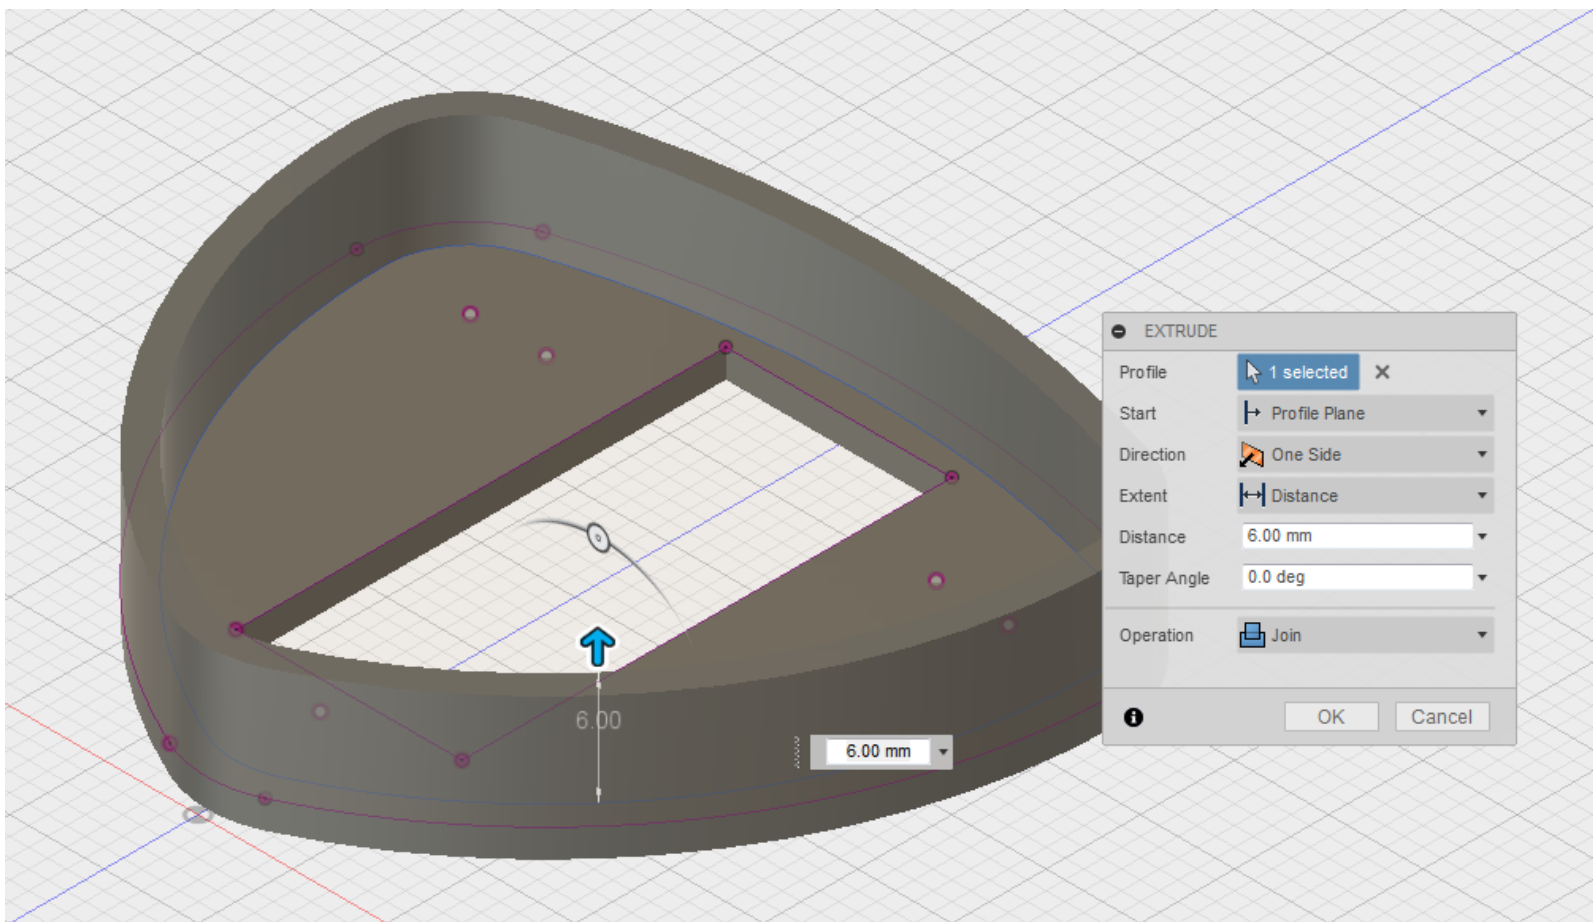 EXTRUDE
Profile 1 selected
Start Profile Plane
Direction One Side
Extent Distance
Distance 6.00 mm
Taper Angle 0.0 deg
Operation Join
OK Cancel
6.00
6.00 mm